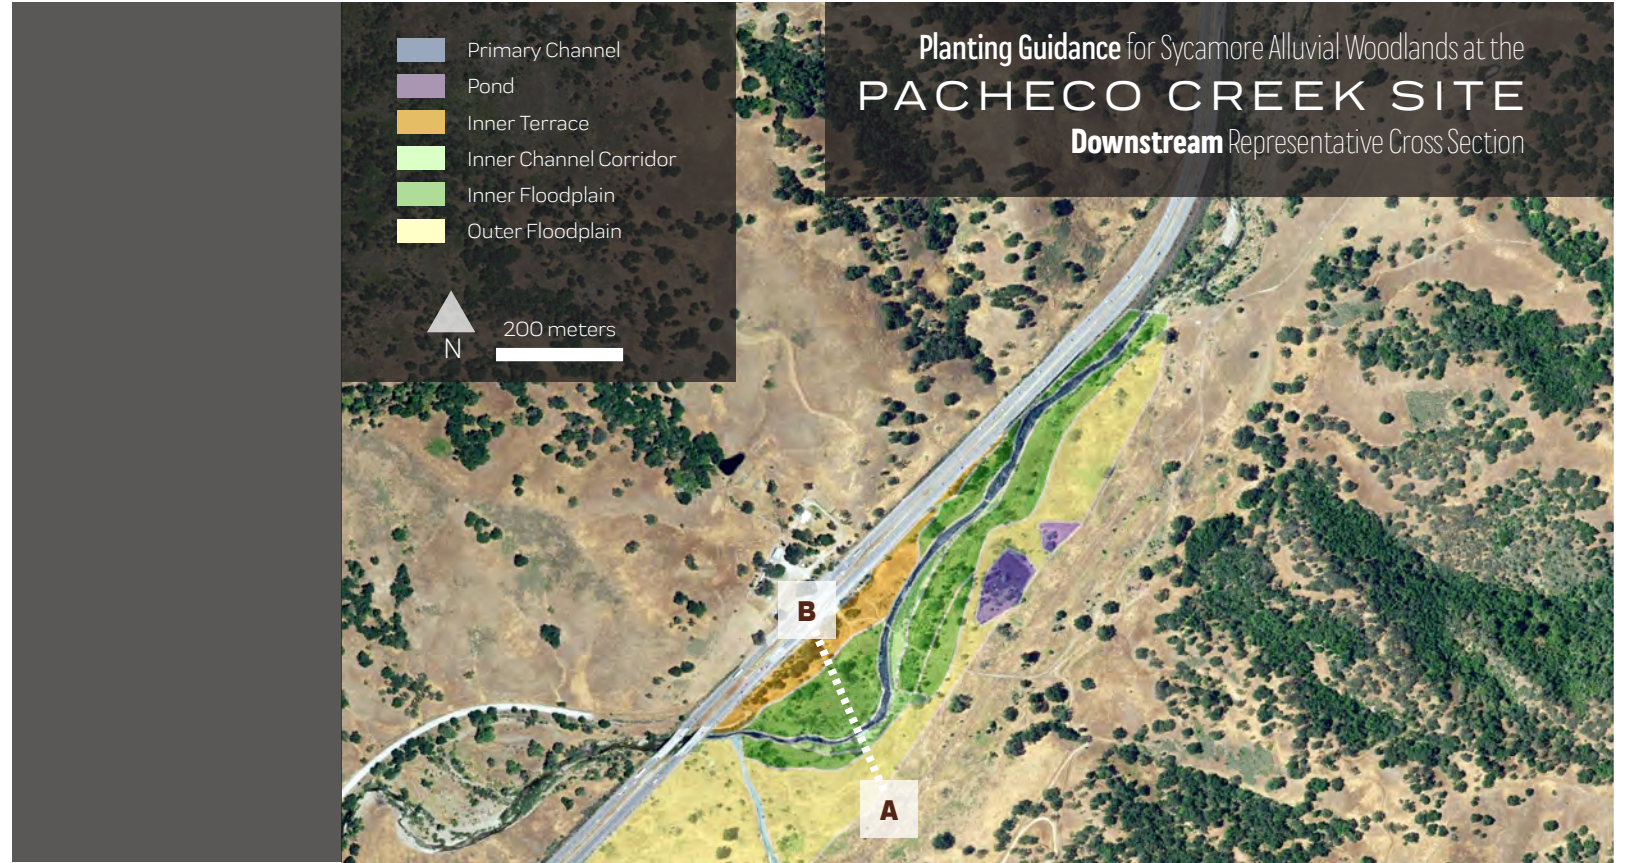 Primary Channel
Pond
Inner Terrace
Inner Channel Corridor
Inner Floodplain
Outer Floodplain
N
200 meters
Planting Guidance for Sycamore Alluvial Woodlands at the
PACHECO CREEK SITE
Downstream Representative Cross Section
B
A